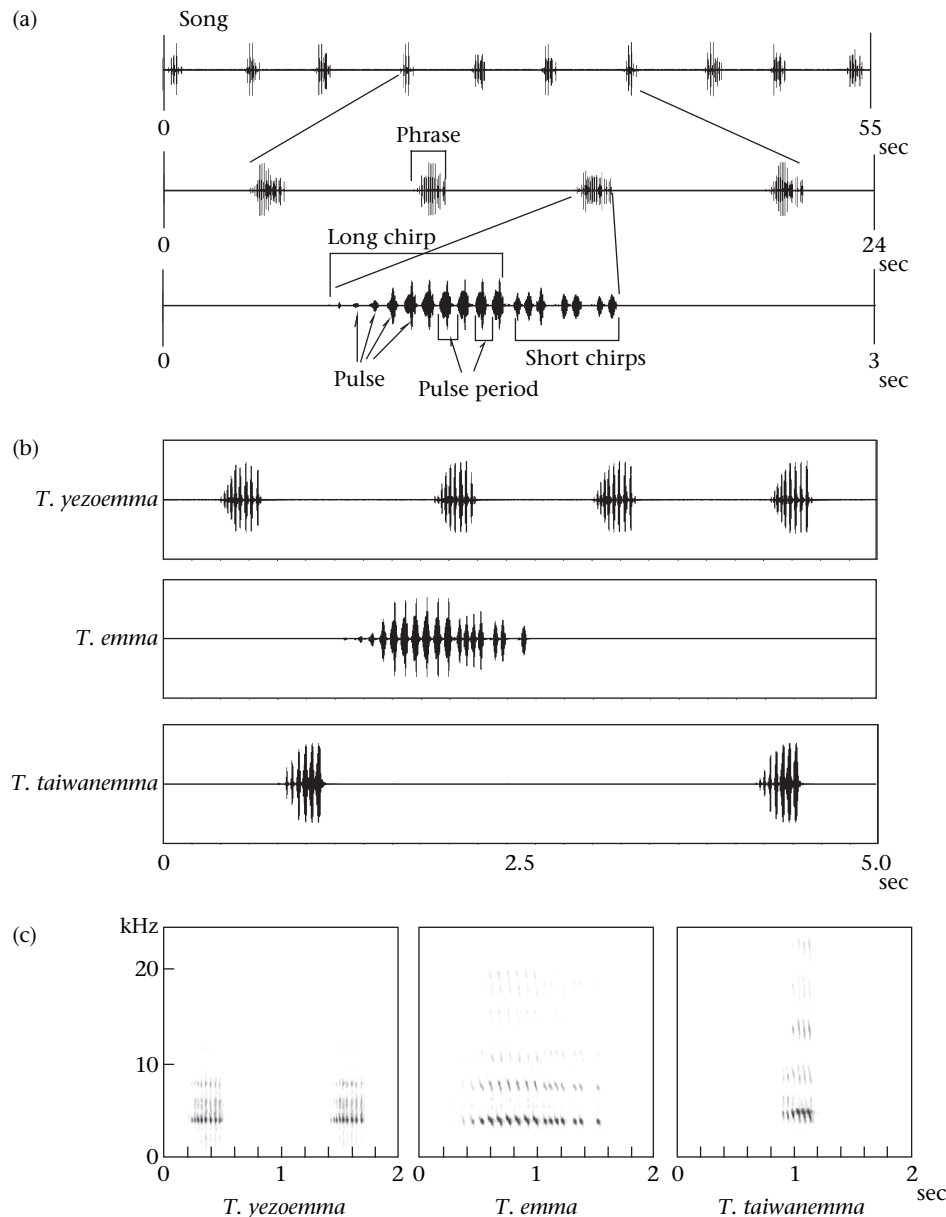 (a)
Song
0
55
sec
Phrase
0
24
sec
Long chirp
0
3
sec
Pulse
Pulse period
Short chirps
(b)
T. yezoemma
T. emma
T. taiwanemma
0
2.5
5.0
sec
(c)
kHz
20
10
0
0 1 2 0 1 2 0 1 2
sec
T. yezoemma T. emma T. taiwanemma